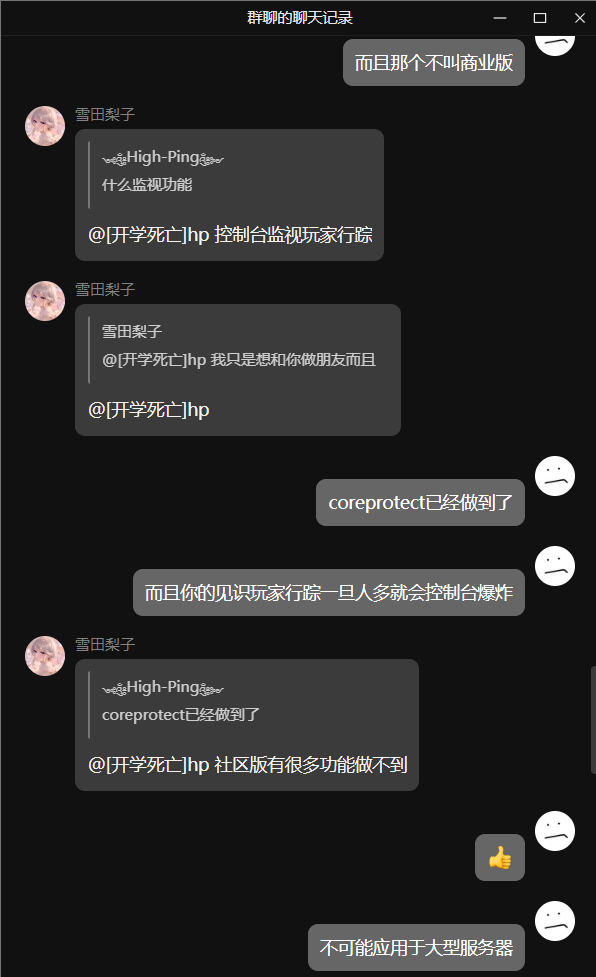 群聊的聊天记录
而且那个不叫商业版
雪田梨子
High-Ping
什么监视功能
@[开学死亡]hp 控制台监视玩家行踪
雪田梨子
雪田梨子
@[开学死亡]hp 我只是想和你做朋友而且
@[开学死亡]hp
coreprotect已经做到了
而且你的见识玩家行踪一旦人多就会控制台爆炸
雪田梨子
High-Ping
coreprotect已经做到了
@[开学死亡]hp 社区版有很多功能做不到
👍
不可能应用于大型服务器